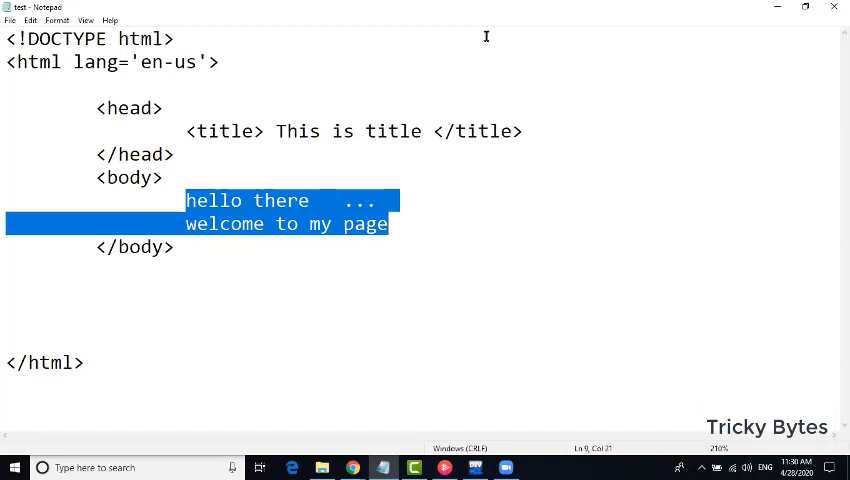 test - Notepad
File Edit Format View Help
<!DOCTYPE html>
<html lang='en-us'>
<head>
<title> This is title </title>
</head>
<body>
hello there ...
welcome to my page
</body>
</html>
Tricky Bytes
Windows (CRLF) Ln 9, Col 21 210%
Type here to search DEV ENG 11:30 AM
4/28/2020